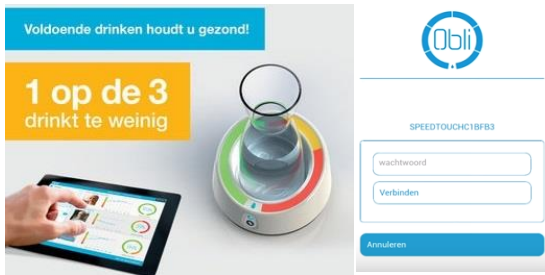 Voldoende drinken houdt u gezond!
1 op de 3
drinkt te weinig
Obli
SPEEDTOUCHC1BFB3
wachtwoord
Verbinden
Annuleren